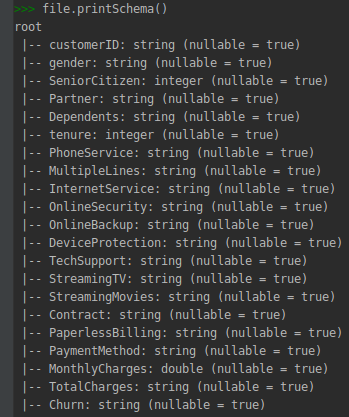 >>> file.printSchema()
root
|-- customerID: string (nullable = true)
|-- gender: string (nullable = true)
|-- SeniorCitizen: integer (nullable = true)
|-- Partner: string (nullable = true)
|-- Dependents: string (nullable = true)
|-- tenure: integer (nullable = true)
|-- PhoneService: string (nullable = true)
|-- MultipleLines: string (nullable = true)
|-- InternetService: string (nullable = true)
|-- OnlineSecurity: string (nullable = true)
|-- OnlineBackup: string (nullable = true)
|-- DeviceProtection: string (nullable = true)
|-- TechSupport: string (nullable = true)
|-- StreamingTV: string (nullable = true)
|-- StreamingMovies: string (nullable = true)
|-- Contract: string (nullable = true)
|-- PaperlessBilling: string (nullable = true)
|-- PaymentMethod: string (nullable = true)
|-- MonthlyCharges: double (nullable = true)
|-- TotalCharges: string (nullable = true)
|-- Churn: string (nullable = true)